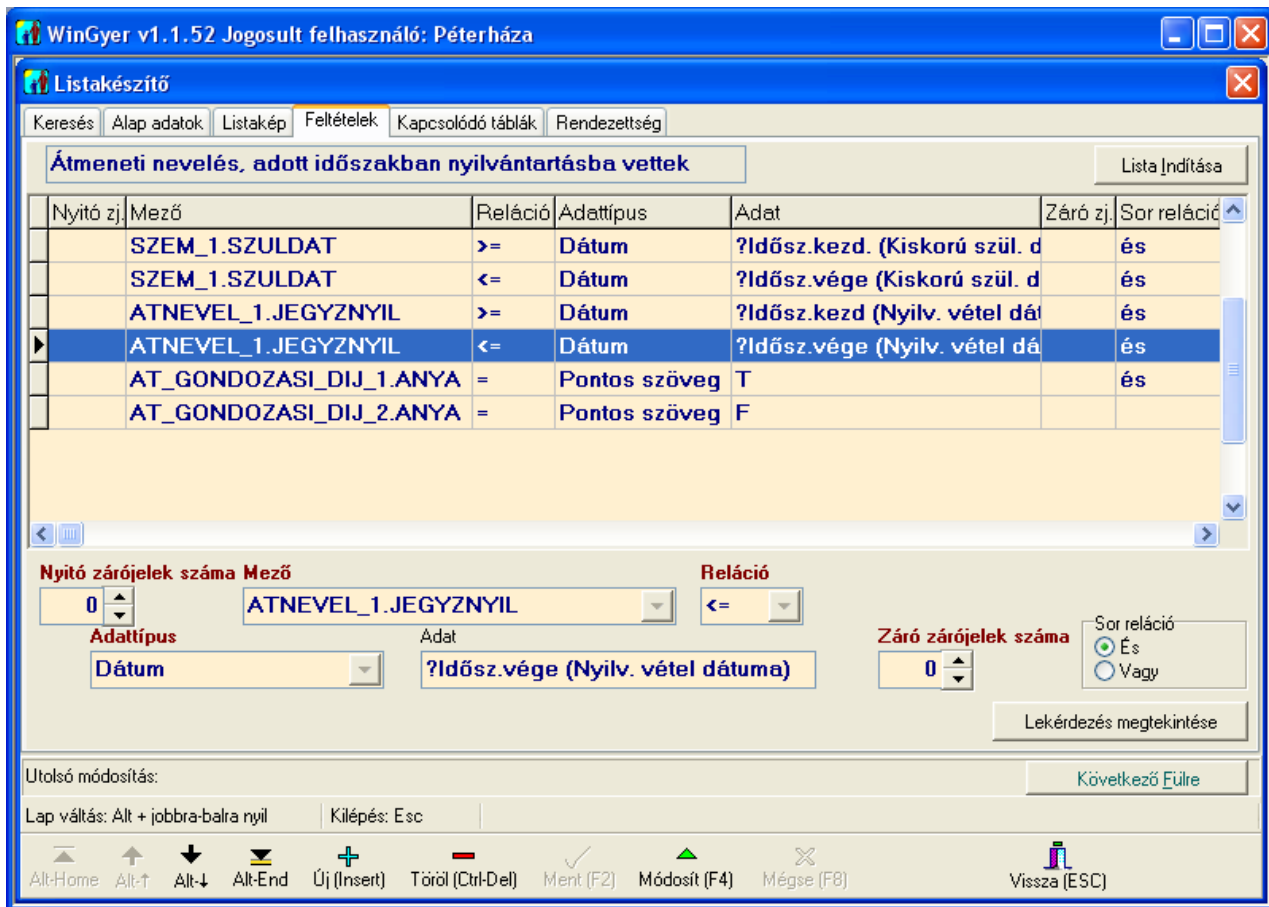 WinGyer v1.1.52 Jogosult felhasználó: Péterháza
Listakészítő
Keresés Alap adatok Listakép Feltételek Kapcsolódó táblák Rendezettség
Átmeneti nevelés, adott időszakban nyilvántartásba vettek
Lista Indítása
Nyitó zj. Mező Reláció Adattípus Adat Záró zj. Sor reláció
SZEM_1.SZULDAT >= Dátum ?Idősz.kezd. (Kiskorú szül. d és
SZEM_1.SZULDAT <= Dátum ?Idősz.vége (Kiskorú szül. d és
ATNEVEL_1.JEGYZNYIL >= Dátum ?Idősz.kezd (Nyilv. vétel dát és
ATNEVEL_1.JEGYZNYIL <= Dátum ?Idősz.vége (Nyilv. vétel dá és
AT_GONDOZASI_DIJ_1.ANYA = Pontos szöveg T és
AT_GONDOZASI_DIJ_2.ANYA = Pontos szöveg F
Nyitó zárójelek száma Mező Reláció
0 ATNEVEL_1.JEGYZNYIL <=
Adattípus Adat Záró zárójelek száma Sor reláció
Dátum ?Idősz.vége (Nyilv. vétel dátuma) 0 És
Vagy
Lekérdezés megtekintése
Utolsó módosítás: Következő Fülre
Lap váltás: Alt + jobbra-balra nyil Kilépés: Esc
Alt-Home Alt-↑ Alt-↓ Alt-End Új (Insert) Töröl (Ctrl-Del) Ment (F2) Módosít (F4) Mégse (F8) Vissza (ESC)